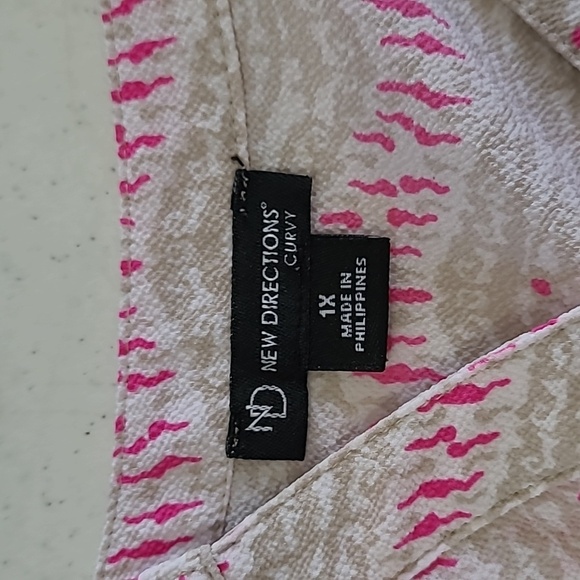 ND NEW DIRECTIONS®
CURVY
1X
MADE IN
PHILIPPINES